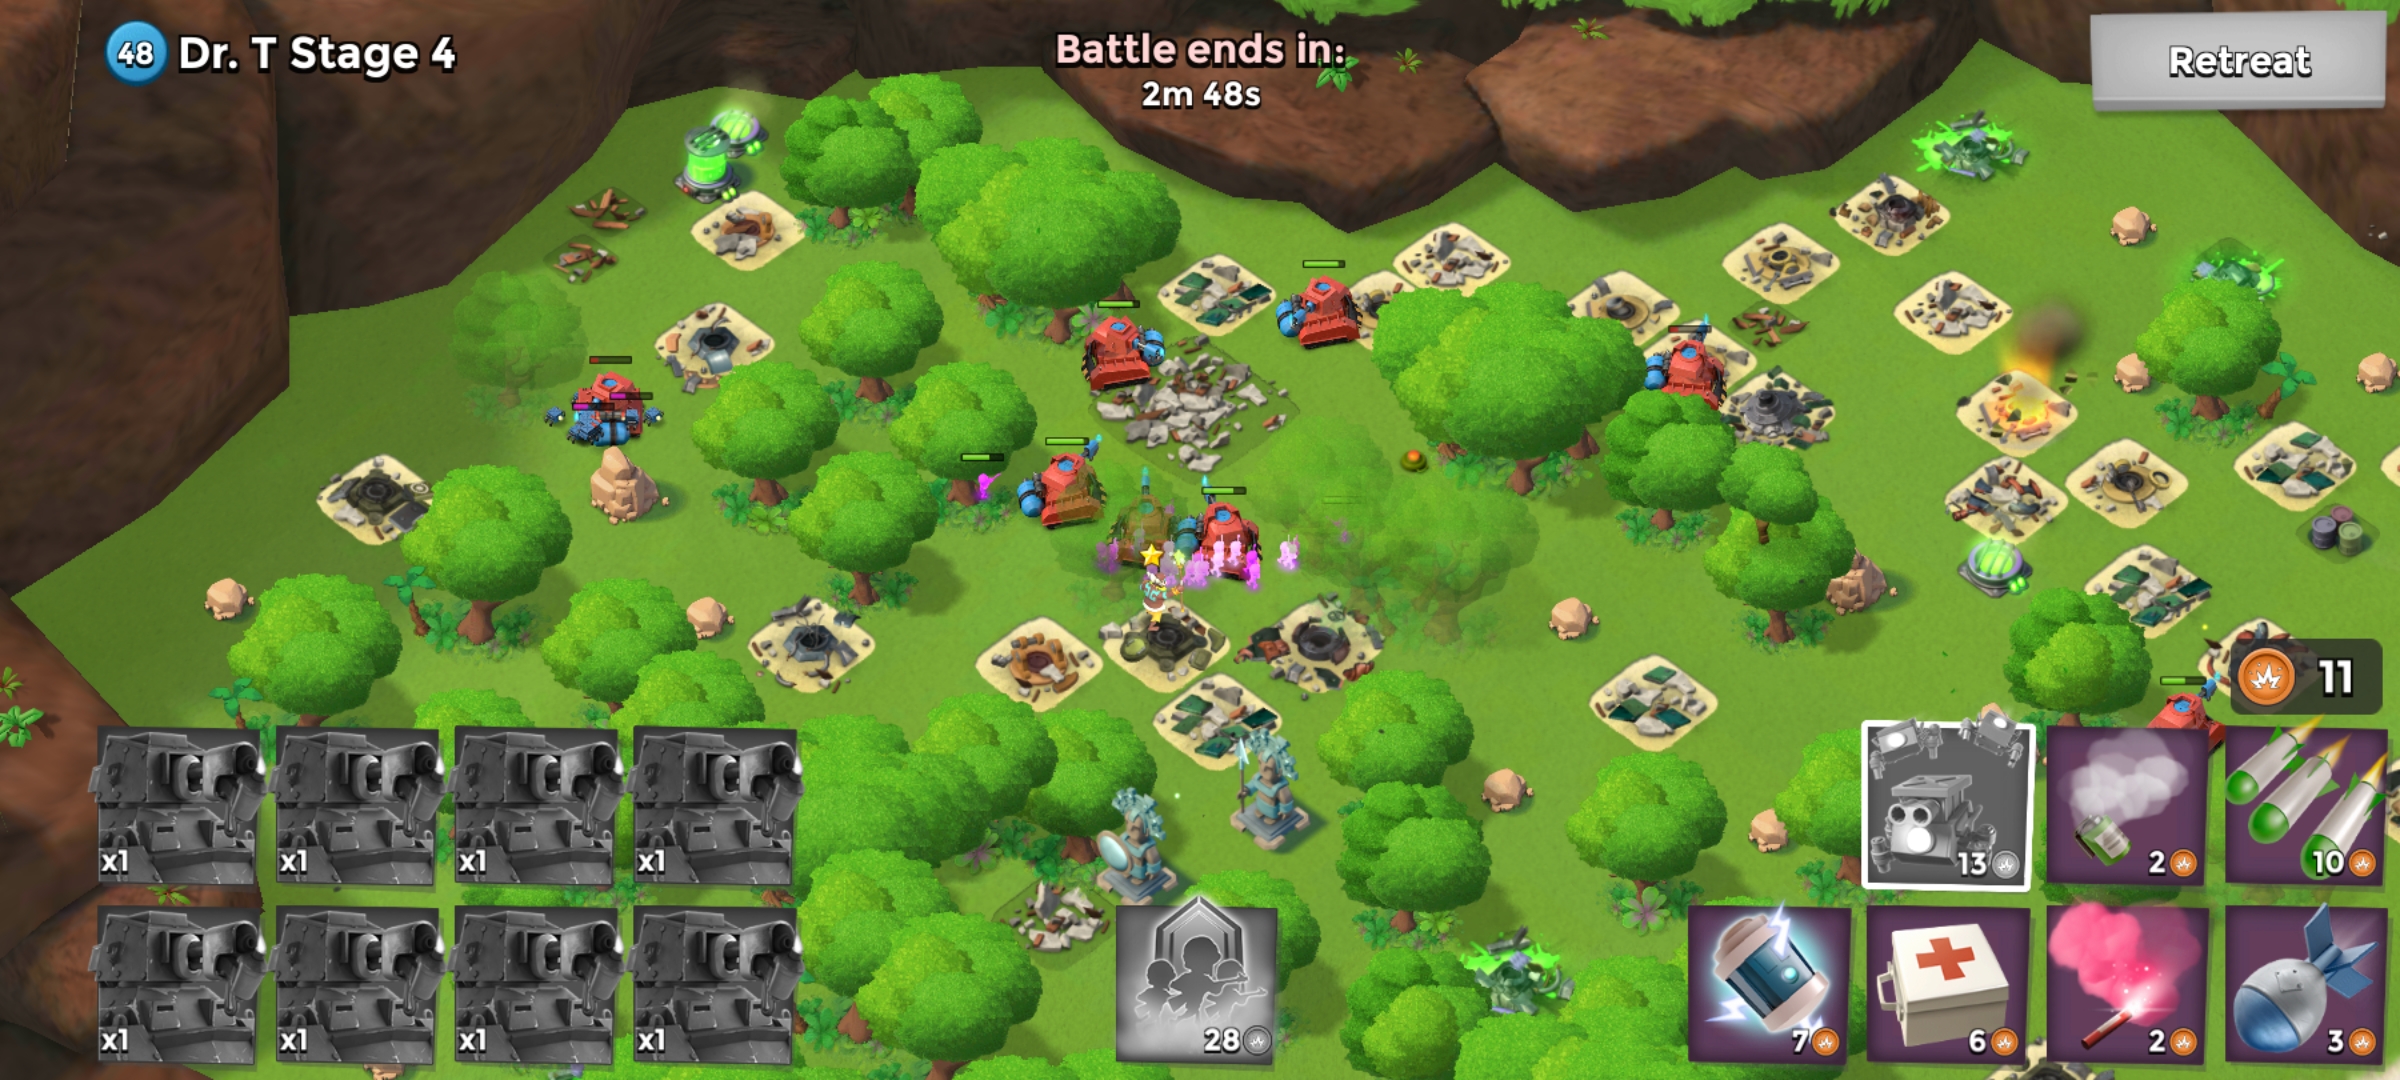 48 Dr. T Stage 4
Battle ends in:
2m 48s
Retreat
11
x1 x1 x1 x1
13 2 10
x1 x1 x1 x1
28
7 6 2 3